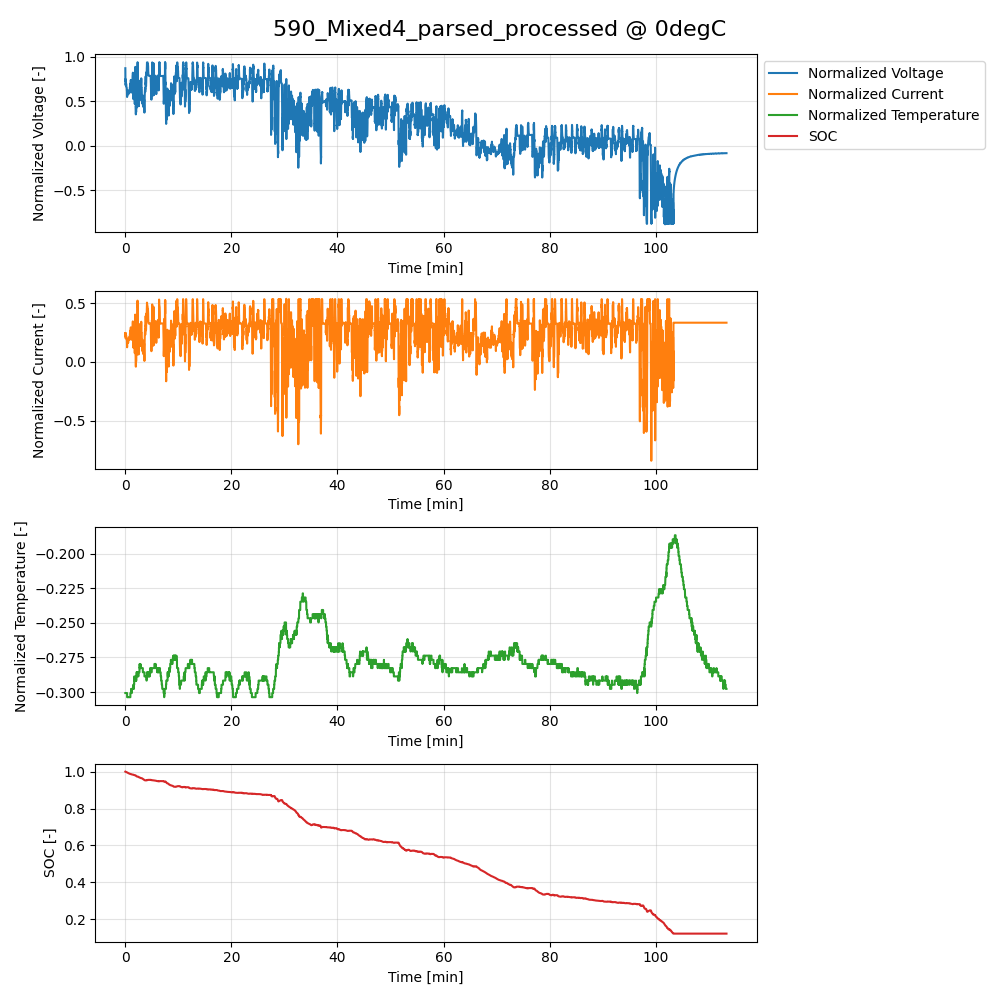 590_Mixed4_parsed_processed @ 0degC
1.0
0.5
0.0
−0.5
Normalized Voltage [-]
0 20 40 60 80 100
Time [min]
Normalized Voltage
Normalized Current
Normalized Temperature
SOC
0.5
0.0
−0.5
Normalized Current [-]
0 20 40 60 80 100
Time [min]
−0.200
−0.225
−0.250
−0.275
−0.300
Normalized Temperature [-]
0 20 40 60 80 100
Time [min]
1.0
0.8
0.6
0.4
0.2
SOC [-]
0 20 40 60 80 100
Time [min]